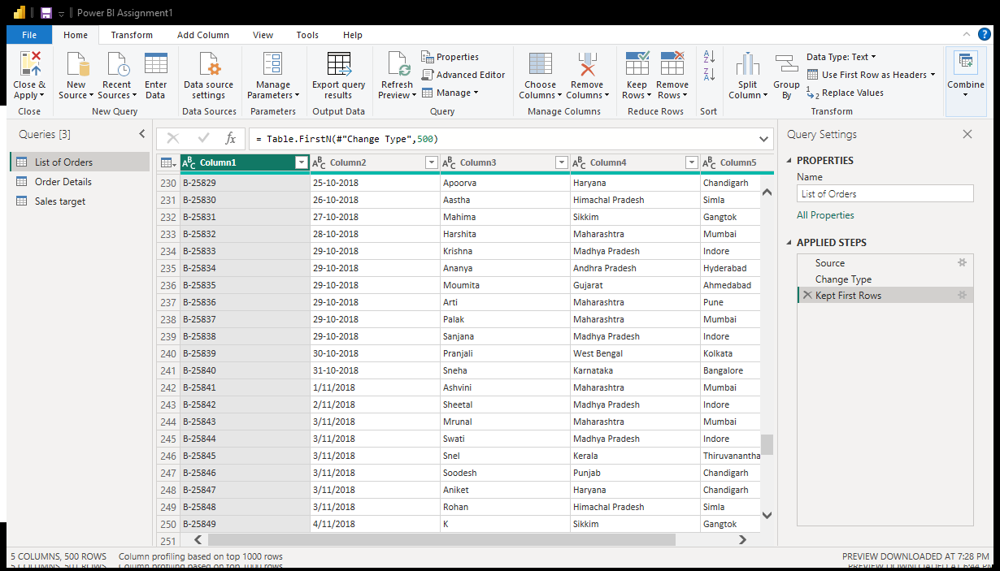 Power BI Assignment1
File Home Transform Add Column View Tools Help
Close & Apply
New Source
Recent Sources
Enter Data
Data source settings
Manage Parameters
Export query results
Refresh Preview
Properties
Advanced Editor
Manage
Choose Columns
Remove Columns
Keep Rows
Remove Rows
Split Column
Group By
Data Type: Text
Use First Row as Headers
Replace Values
Combine
Close New Query Data Sources Parameters Output Data Query Manage Columns Reduce Rows Sort Transform
Queries [3]
List of Orders
Order Details
Sales target
fx = Table.FirstN(#"Change Type",500)
Column1 Column2 Column3 Column4 Column5
230 B-25829 25-10-2018 Apoorva Haryana Chandigarh
231 B-25830 26-10-2018 Aastha Himachal Pradesh Simla
232 B-25831 27-10-2018 Mahima Sikkim Gangtok
233 B-25832 28-10-2018 Harshita Maharashtra Mumbai
234 B-25833 29-10-2018 Krishna Madhya Pradesh Indore
235 B-25834 29-10-2018 Ananya Andhra Pradesh Hyderabad
236 B-25835 29-10-2018 Moumita Gujarat Ahmedabad
237 B-25836 29-10-2018 Arti Maharashtra Pune
238 B-25837 29-10-2018 Palak Maharashtra Mumbai
239 B-25838 29-10-2018 Sanjana Madhya Pradesh Indore
240 B-25839 30-10-2018 Pranjali West Bengal Kolkata
241 B-25840 31-10-2018 Sneha Karnataka Bangalore
242 B-25841 1/11/2018 Ashvini Maharashtra Mumbai
243 B-25842 2/11/2018 Sheetal Madhya Pradesh Indore
244 B-25843 3/11/2018 Mrunal Maharashtra Mumbai
245 B-25844 3/11/2018 Swati Madhya Pradesh Indore
246 B-25845 3/11/2018 Snel Kerala Thiruvanantha
247 B-25846 3/11/2018 Soodesh Punjab Chandigarh
248 B-25847 3/11/2018 Aniket Haryana Chandigarh
249 B-25848 3/11/2018 Rohan Himachal Pradesh Simla
250 B-25849 4/11/2018 K Sikkim Gangtok
251
Query Settings
PROPERTIES
Name
List of Orders
All Properties
APPLIED STEPS
Source
Change Type
Kept First Rows
5 COLUMNS, 500 ROWS Column profiling based on top 1000 rows PREVIEW DOWNLOADED AT 7:28 PM